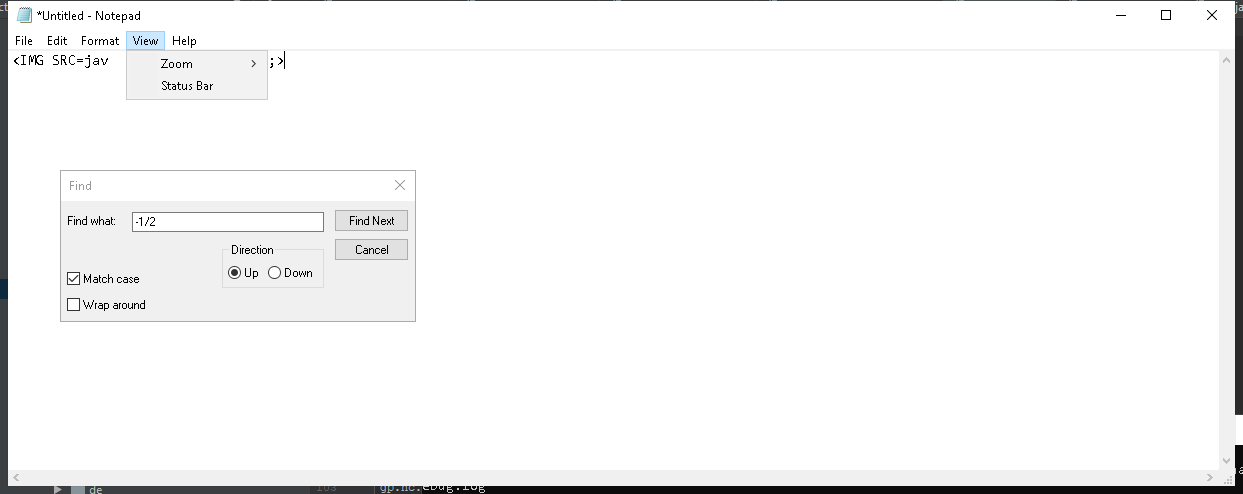 *Untitled - Notepad
File Edit Format View Help
<IMG SRC=jav ;>
Zoom
Status Bar
Find
Find what: -1/2 Find Next
Direction Cancel
Up Down
Match case
Wrap around
de 103 gp.nc.eBug.log